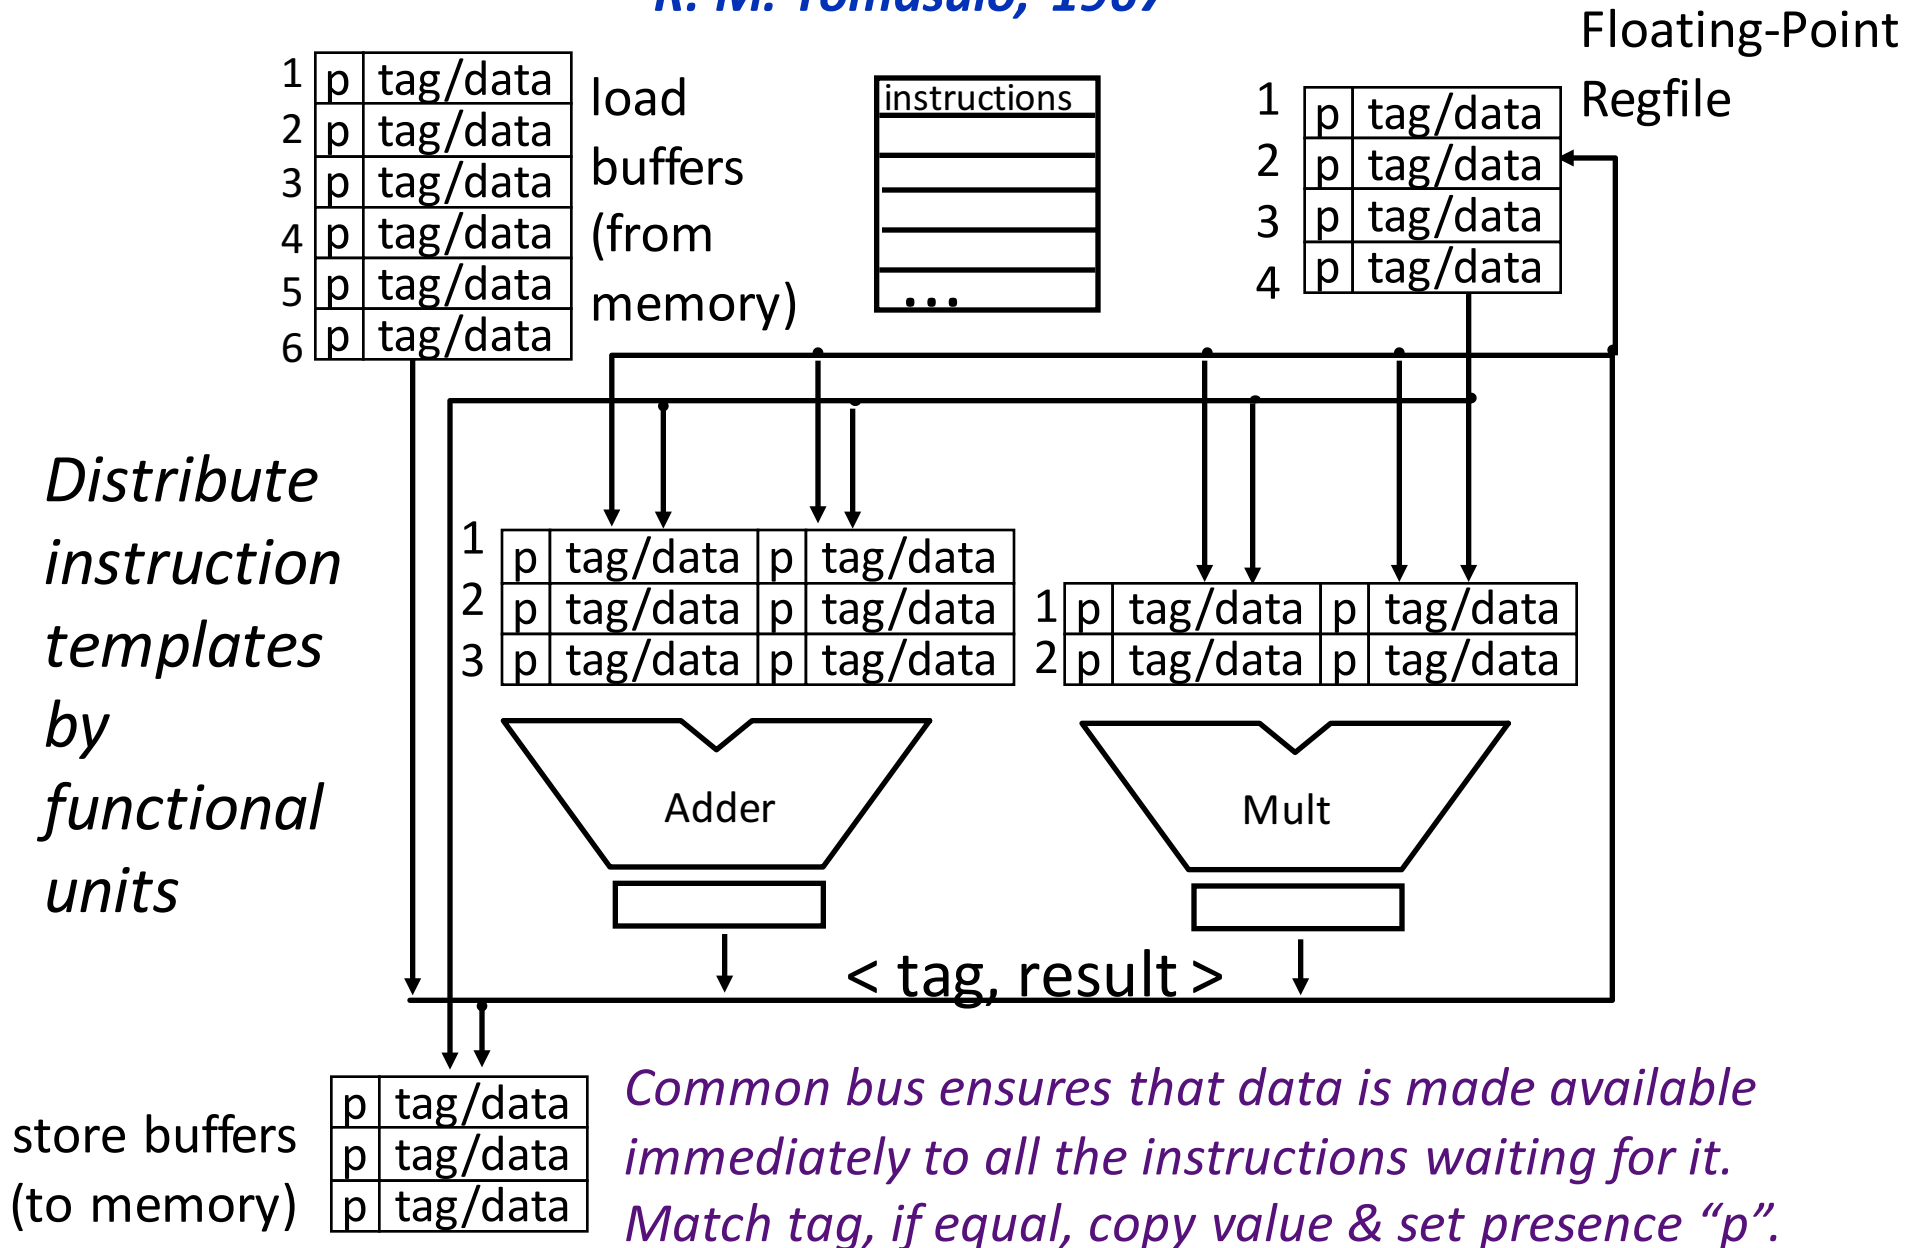 R. M. Tomasulo, 1967
Floating-Point
Regfile
1 p tag/data
2 p tag/data
3 p tag/data
4 p tag/data
5 p tag/data
6 p tag/data
load
buffers
(from
memory)
instructions
...
1 p tag/data
2 p tag/data
3 p tag/data
4 p tag/data
Distribute
instruction
templates
by
functional
units
1 p tag/data p tag/data
2 p tag/data p tag/data
3 p tag/data p tag/data
1 p tag/data p tag/data
2 p tag/data p tag/data
Adder
Mult
< tag, result >
store buffers
(to memory)
p tag/data
p tag/data
p tag/data
Common bus ensures that data is made available
immediately to all the instructions waiting for it.
Match tag, if equal, copy value & set presence “p”.